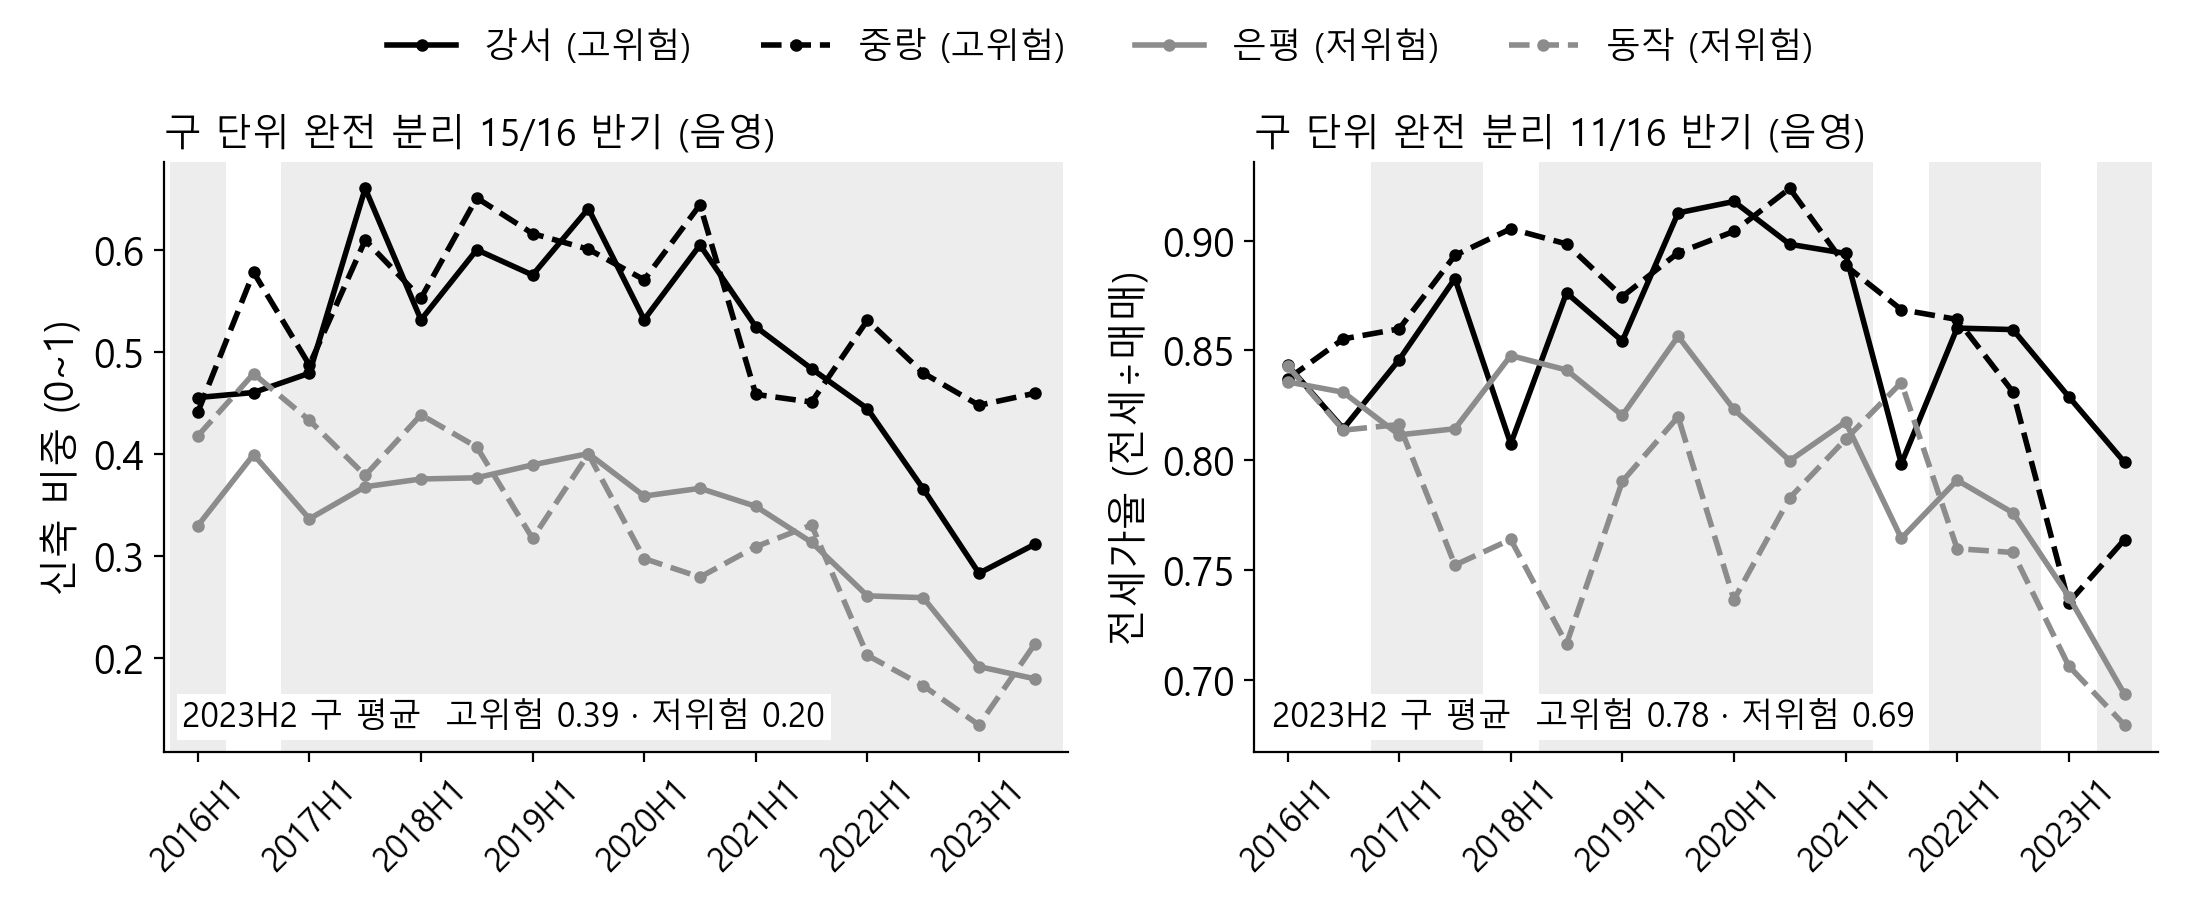 강서 (고위험) 중랑 (고위험) 은평 (저위험) 동작 (저위험)
구 단위 완전 분리 15/16 반기 (음영)
신축 비중 (0~1)
0.6
0.5
0.4
0.3
0.2
2023H2 구 평균 고위험 0.39 · 저위험 0.20
2016H1 2017H1 2018H1 2019H1 2020H1 2021H1 2022H1 2023H1
구 단위 완전 분리 11/16 반기 (음영)
전세가율 (전세÷매매)
0.90
0.85
0.80
0.75
0.70
2023H2 구 평균 고위험 0.78 · 저위험 0.69
2016H1 2017H1 2018H1 2019H1 2020H1 2021H1 2022H1 2023H1